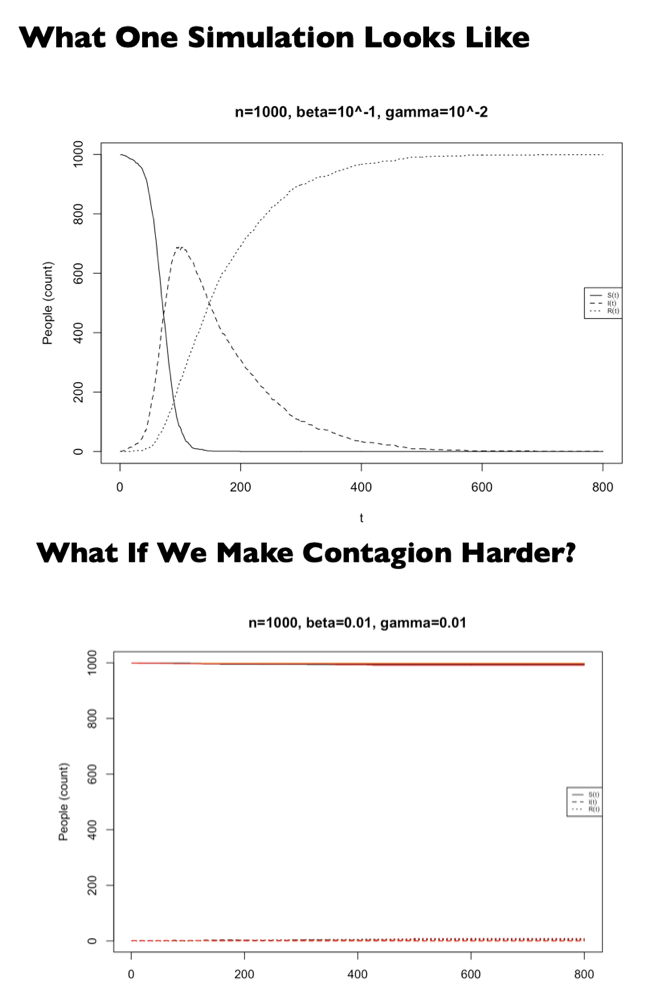 What One Simulation Looks Like
n=1000, beta=10^-1, gamma=10^-2
1000
800
600
400
200
0
People (count)
S(t)
I(t)
R(t)
0 200 400 600 800
t
What If We Make Contagion Harder?
n=1000, beta=0.01, gamma=0.01
1000
800
600
400
200
0
People (count)
S(t)
I(t)
R(t)
0 200 400 600 800